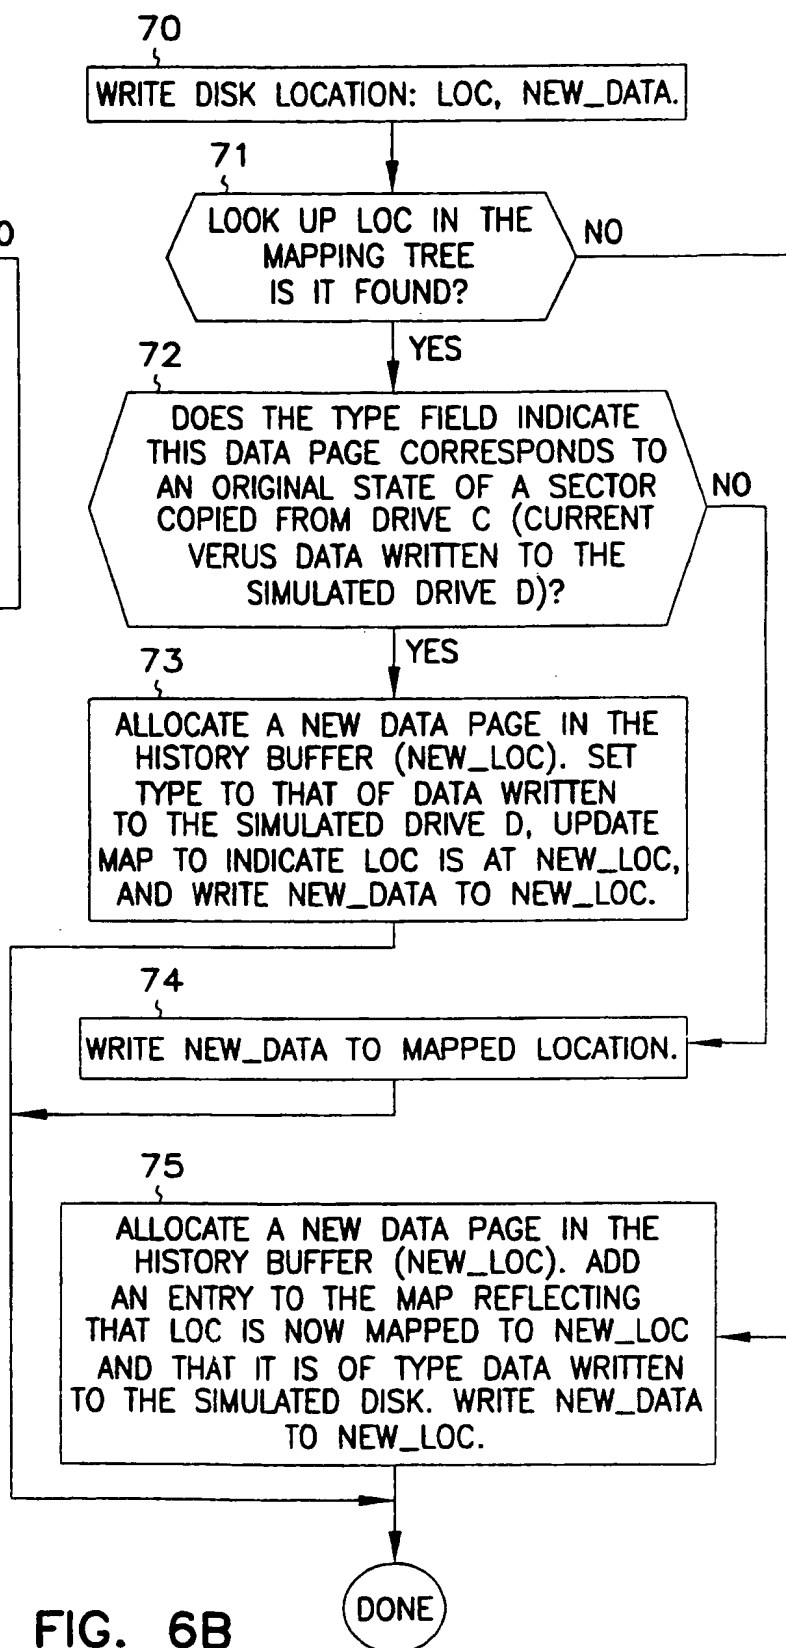 70
WRITE DISK LOCATION: LOC, NEW_DATA.
71
LOOK UP LOC IN THE
MAPPING TREE
IS IT FOUND?
NO
YES
72
DOES THE TYPE FIELD INDICATE
THIS DATA PAGE CORRESPONDS TO
AN ORIGINAL STATE OF A SECTOR
COPIED FROM DRIVE C (CURRENT
VERUS DATA WRITTEN TO THE
SIMULATED DRIVE D)?
NO
YES
73
ALLOCATE A NEW DATA PAGE IN THE
HISTORY BUFFER (NEW_LOC). SET
TYPE TO THAT OF DATA WRITTEN
TO THE SIMULATED DRIVE D, UPDATE
MAP TO INDICATE LOC IS AT NEW_LOC,
AND WRITE NEW_DATA TO NEW_LOC.
74
WRITE NEW_DATA TO MAPPED LOCATION.
75
ALLOCATE A NEW DATA PAGE IN THE
HISTORY BUFFER (NEW_LOC). ADD
AN ENTRY TO THE MAP REFLECTING
THAT LOC IS NOW MAPPED TO NEW_LOC
AND THAT IT IS OF TYPE DATA WRITTEN
TO THE SIMULATED DISK. WRITE NEW_DATA
TO NEW_LOC.
DONE
FIG. 6B